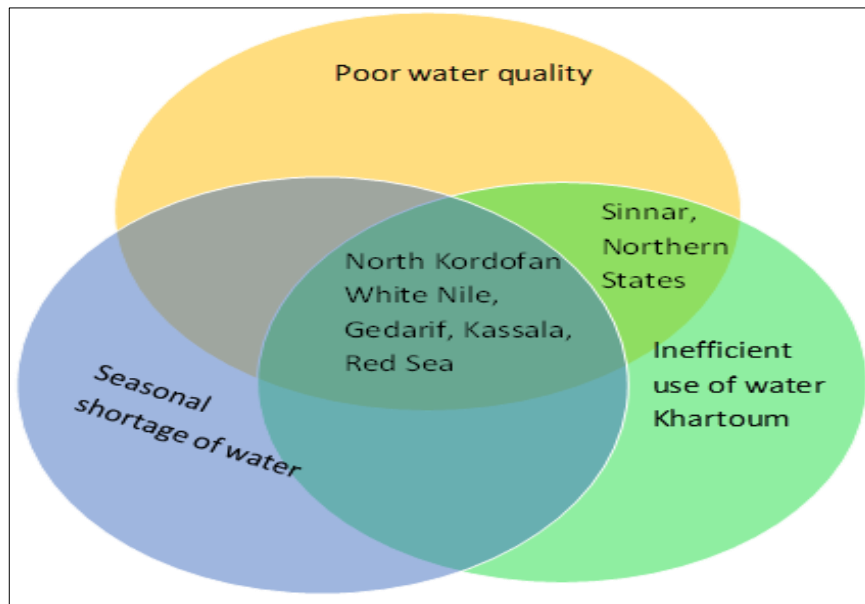 Poor water quality
Sinnar,
Northern
States
North Kordofan
White Nile,
Gedarif, Kassala,
Red Sea
Inefficient
use of water
Khartoum
Seasonal
shortage of water